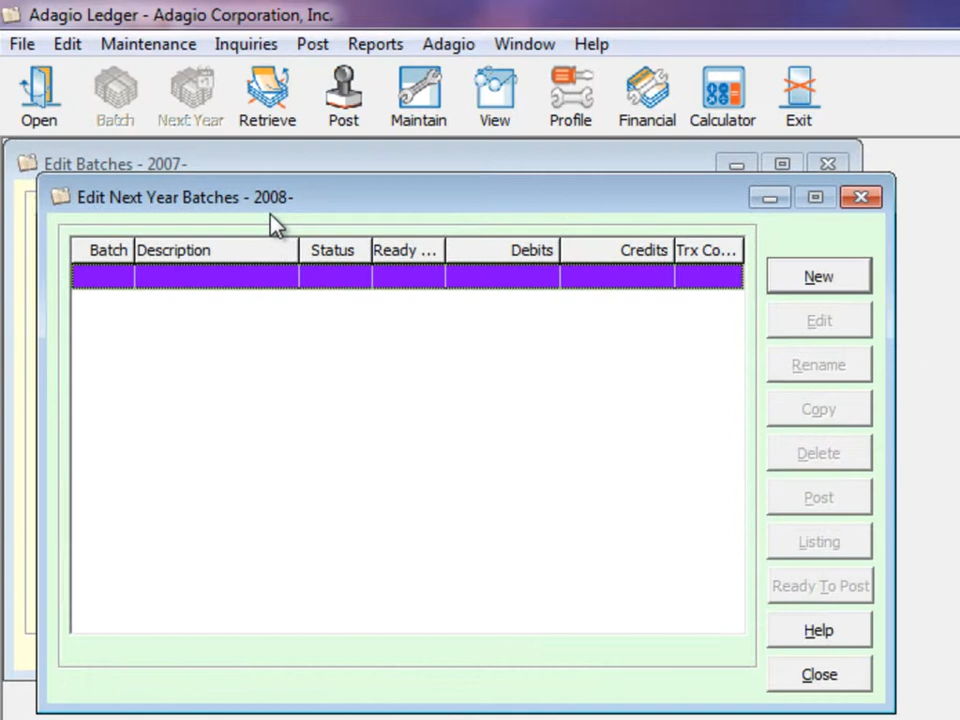 Adagio Ledger - Adagio Corporation, Inc.
File Edit Maintenance Inquiries Post Reports Adagio Window Help
Open Batch Next Year Retrieve Post Maintain View Profile Financial Calculator Exit
Edit Batches - 2007-
Edit Next Year Batches - 2008-
Batch Description Status Ready ... Debits Credits Trx Co...
New
Edit
Rename
Copy
Delete
Post
Listing
Ready To Post
Help
Close